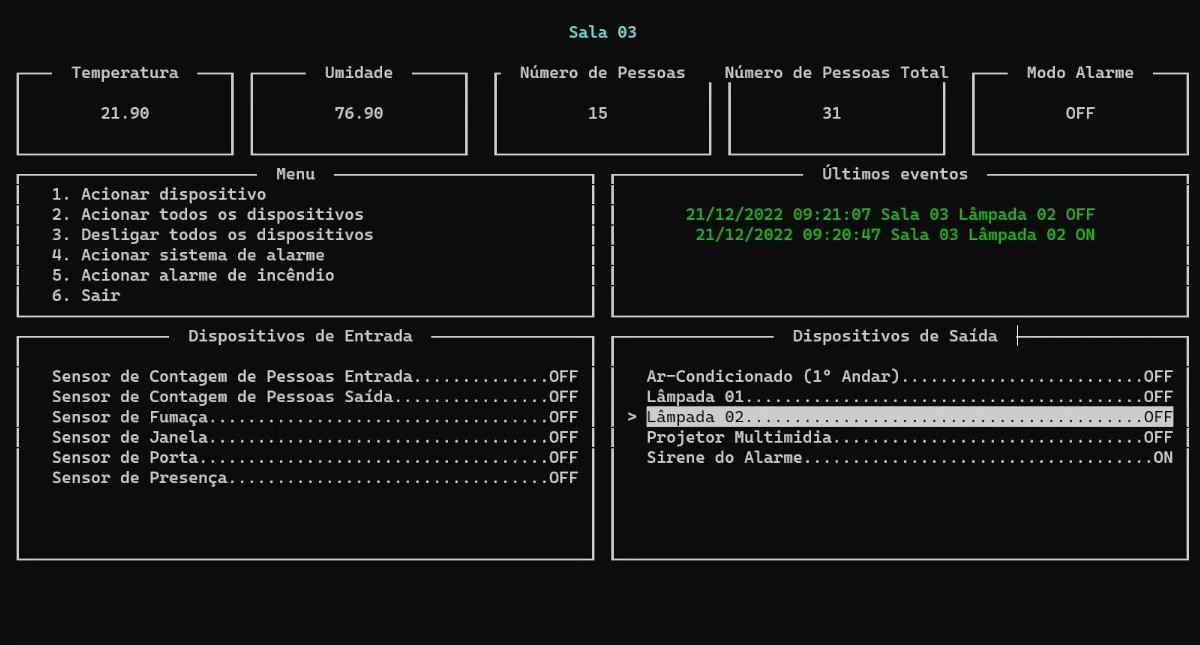 Sala 03
Temperatura
21.90
Umidade
76.90
Número de Pessoas
15
Número de Pessoas Total
31
Modo Alarme
OFF
Menu
1. Acionar dispositivo
2. Acionar todos os dispositivos
3. Desligar todos os dispositivos
4. Acionar sistema de alarme
5. Acionar alarme de incêndio
6. Sair
Últimos eventos
21/12/2022 09:21:07 Sala 03 Lâmpada 02 OFF
21/12/2022 09:20:47 Sala 03 Lâmpada 02 ON
Dispositivos de Entrada
Sensor de Contagem de Pessoas Entrada..............OFF
Sensor de Contagem de Pessoas Saída................OFF
Sensor de Fumaça...................................OFF
Sensor de Janela...................................OFF
Sensor de Porta....................................OFF
Sensor de Presença.................................OFF
Dispositivos de Saída
Ar-Condicionado (1° Andar).........................OFF
Lâmpada 01.........................................OFF
> Lâmpada 02.........................................OFF
Projetor Multimidia................................OFF
Sirene do Alarme....................................ON